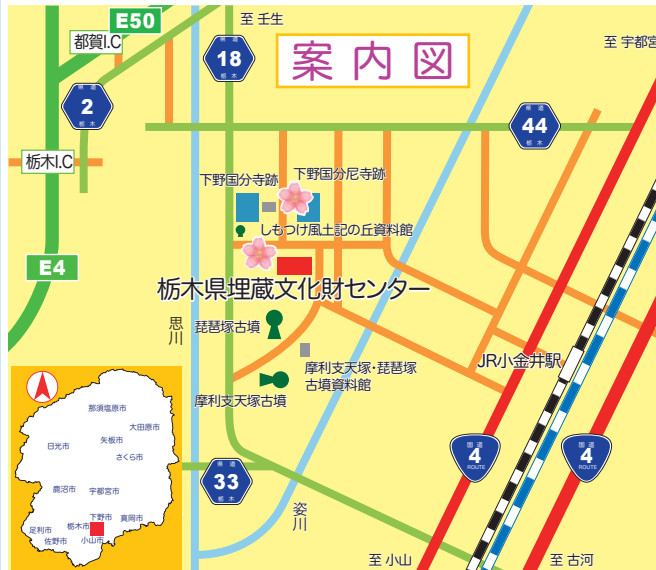 E50
至 壬生
都賀I.C
県道
18
栃木
案内図
至 宇都宮
県道
2
栃木
県道
44
栃木
栃木I.C
下野国分寺跡
下野国分尼寺跡
しもつけ風土記の丘資料館
E4
栃木県埋蔵文化財センター
思川
琵琶塚古墳
摩利支天塚・琵琶塚
古墳資料館
JR小金井駅
摩利支天塚古墳
那須塩原市
大田原市
矢板市
日光市
さくら市
鹿沼市
宇都宮市
下野市
真岡市
栃木市
足利市
小山市
佐野市
県道
33
栃木
姿川
国道
4
ROUTE
国道
4
ROUTE
至 小山
至 古河